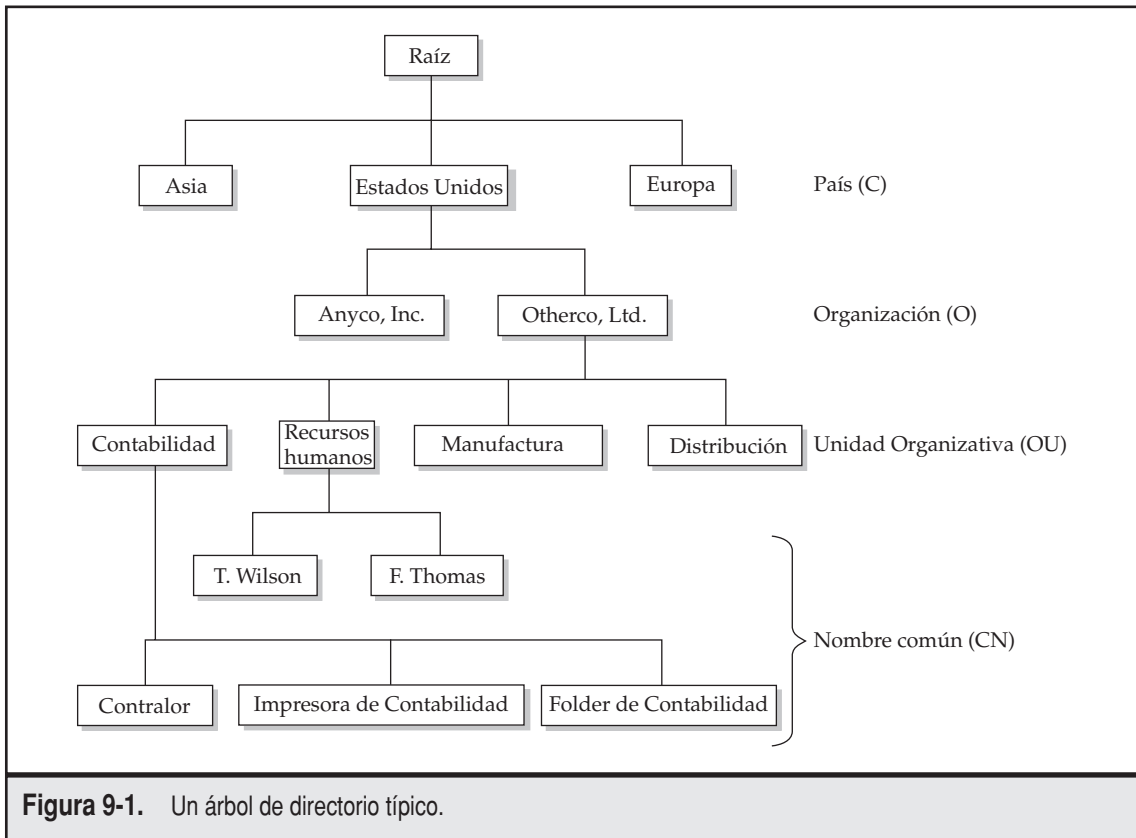 Raíz
Asia
Estados Unidos
Europa
País (C)
Anyco, Inc.
Otherco, Ltd.
Organización (O)
Contabilidad
Recursos
humanos
Manufactura
Distribución
Unidad Organizativa (OU)
T. Wilson
F. Thomas
Nombre común (CN)
Contralor
Impresora de Contabilidad
Folder de Contabilidad
Figura 9-1. Un árbol de directorio típico.